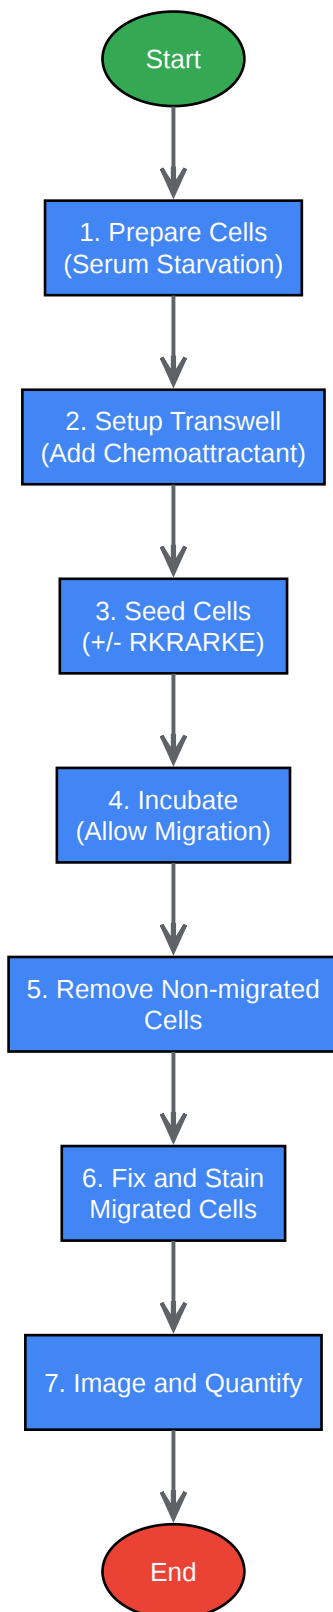 Start
1. Prepare Cells
(Serum Starvation)
2. Setup Transwell
(Add Chemoattractant)
3. Seed Cells
(+/- RKRARKE)
4. Incubate
(Allow Migration)
5. Remove Non-migrated
Cells
6. Fix and Stain
Migrated Cells
7. Image and Quantify
End